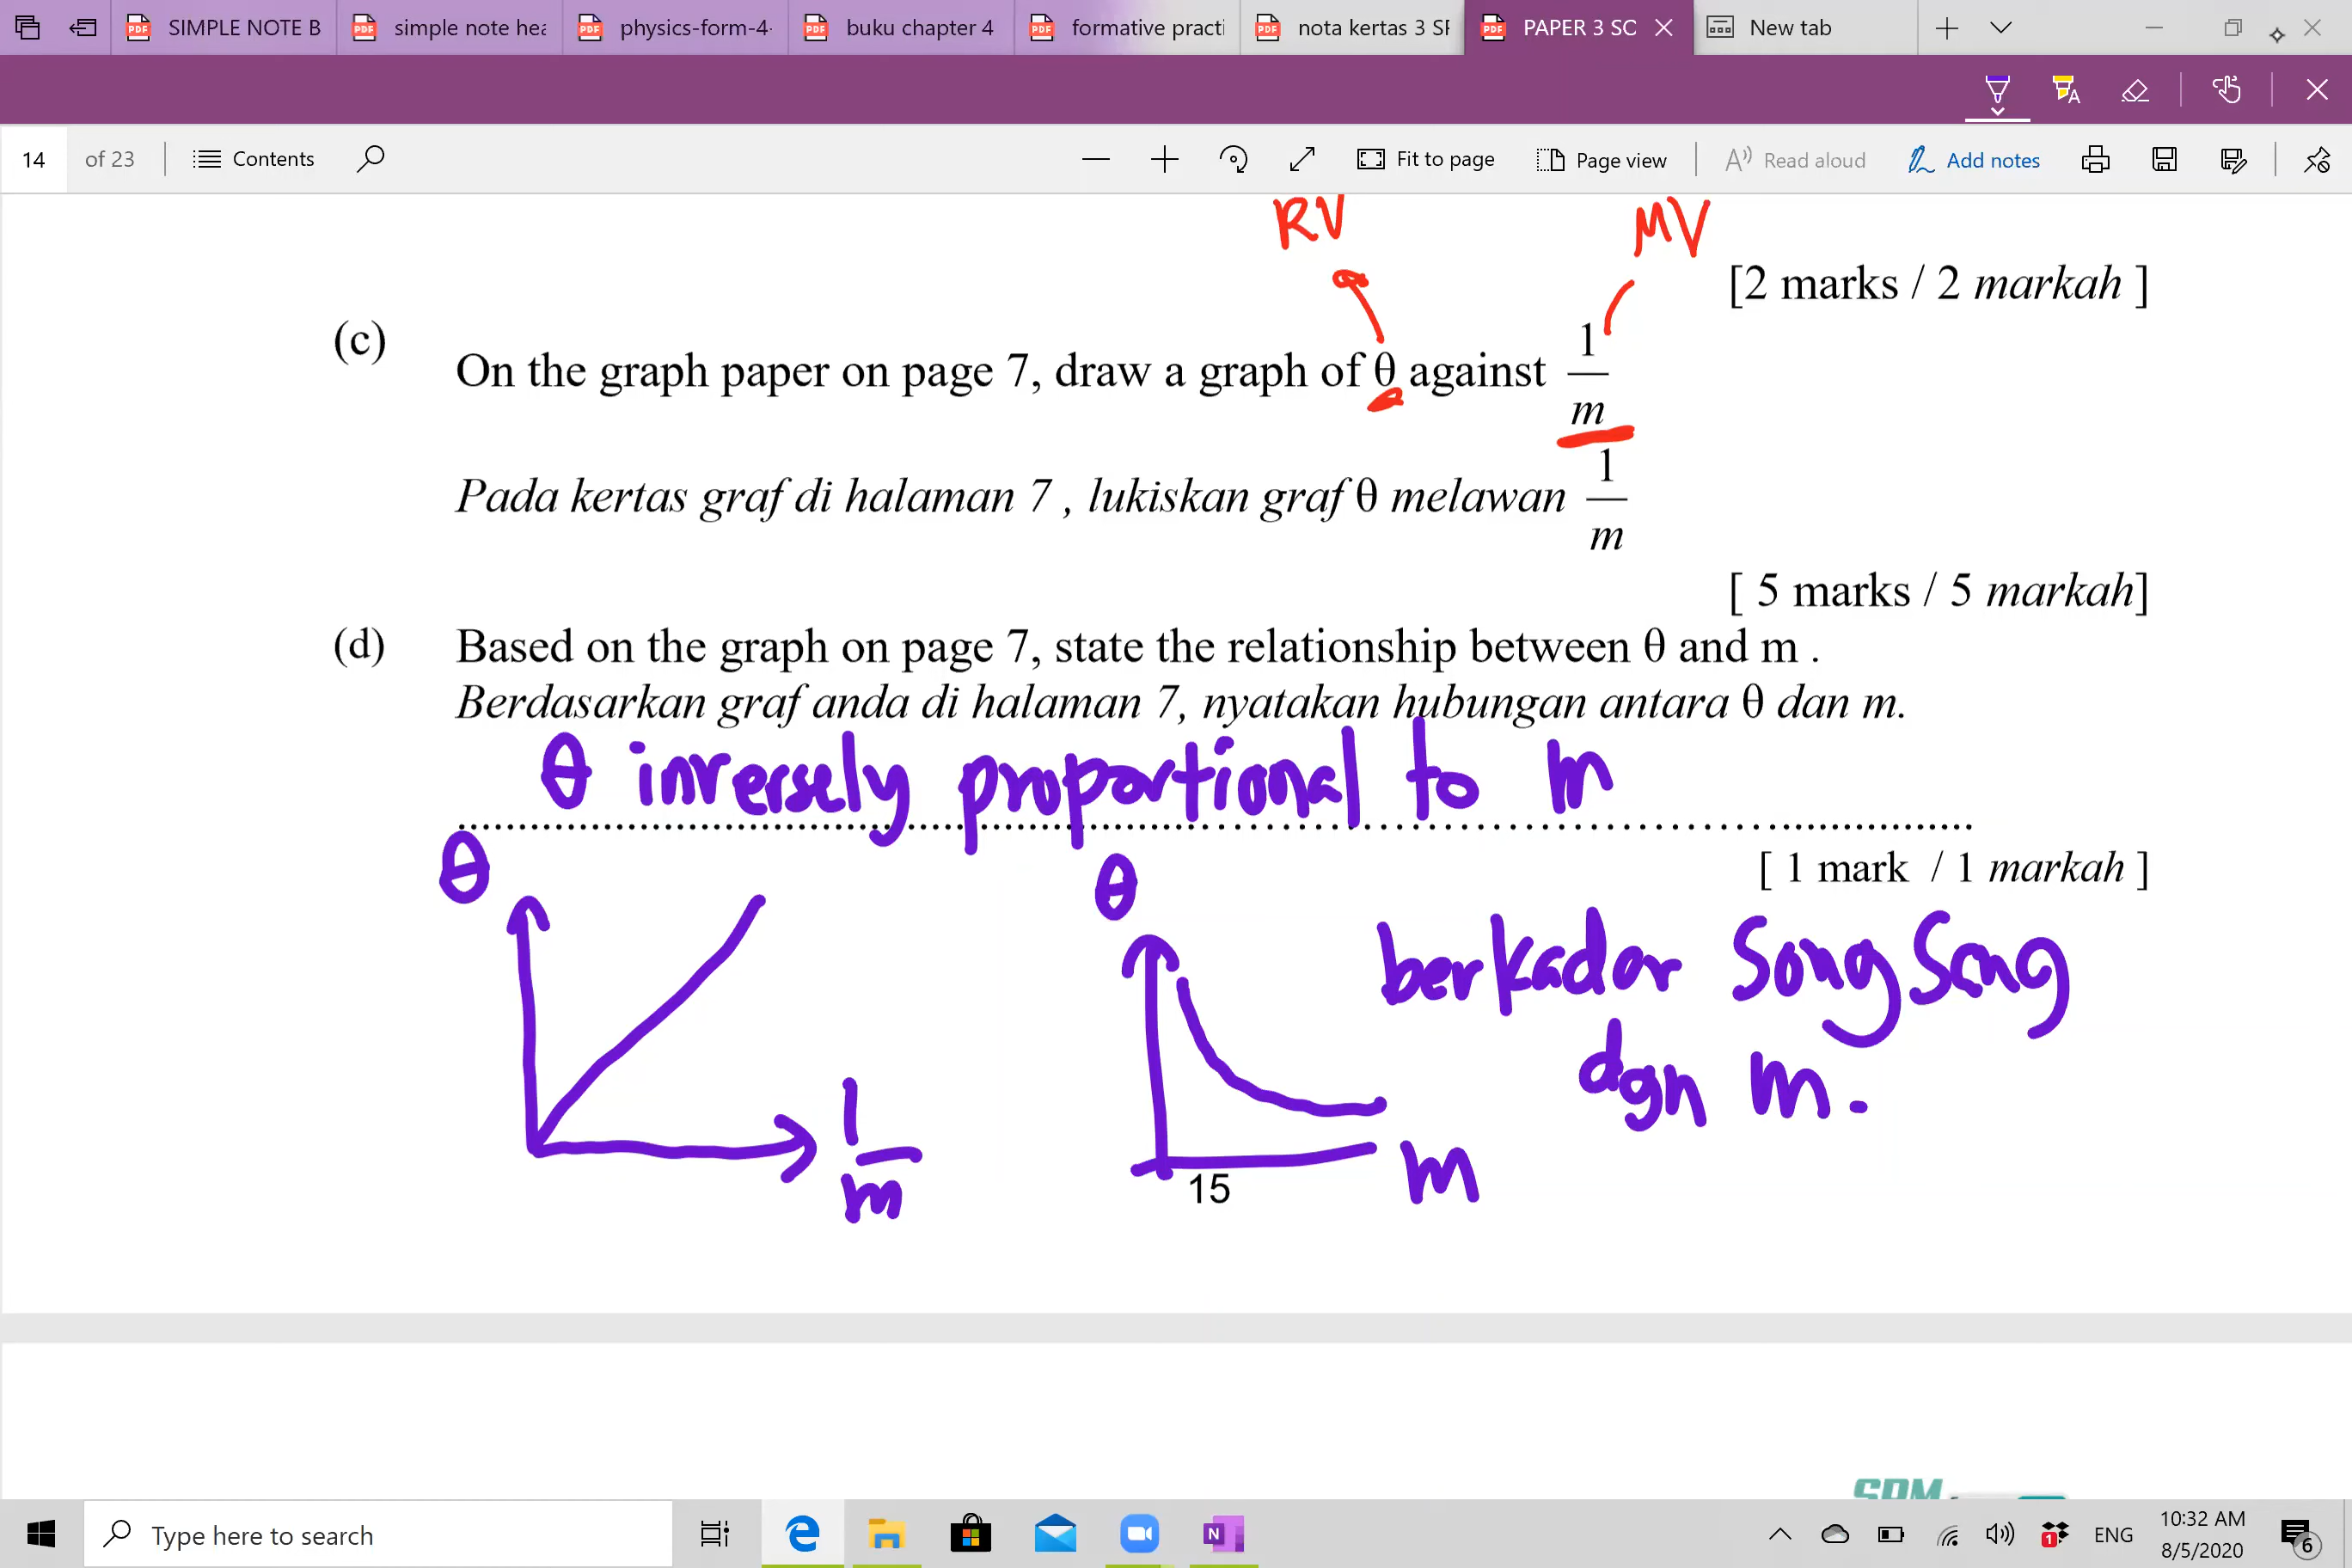 SIMPLE NOTE B
simple note hea
physics-form-4-
buku chapter 4
formative practi
nota kertas 3 SP
PAPER 3 SC
New tab
14 of 23
Contents
Fit to page
Page view
Read aloud
Add notes
RV
MV
[2 marks / 2 markah ]
(c)
On the graph paper on page 7, draw a graph of θ against 1/m
Pada kertas graf di halaman 7 , lukiskan graf θ melawan 1/m
[ 5 marks / 5 markah]
(d) Based on the graph on page 7, state the relationship between θ and m .
Berdasarkan graf anda di halaman 7, nyatakan hubungan antara θ dan m.
θ inversely proportional to m
[ 1 mark / 1 markah ]
θ
θ
berkadar songsang
dgn m.
1/m
m
15
SPM
Type here to search
ENG
10:32 AM
8/5/2020
1
6